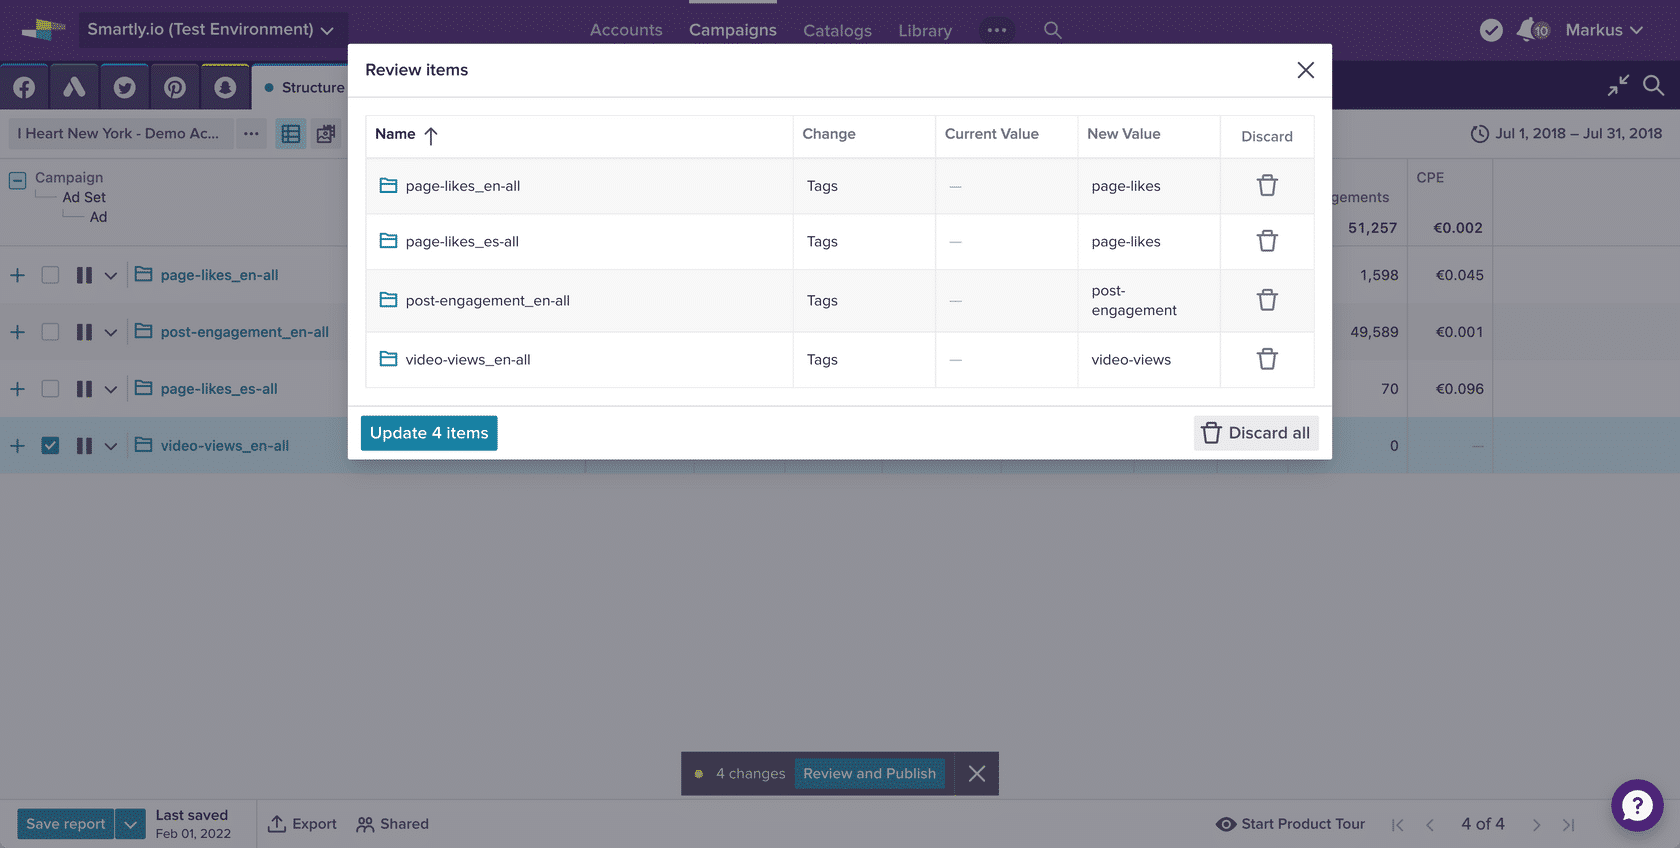 Smartly.io (Test Environment)
Accounts
Campaigns
Catalogs
Library
10
Markus
Structure
I Heart New York - Demo Ac...
Jul 1, 2018 – Jul 31, 2018
Campaign
Ad Set
Ad
gements
CPE
51,257
€0.002
page-likes_en-all
1,598
€0.045
post-engagement_en-all
49,589
€0.001
page-likes_es-all
70
€0.096
video-views_en-all
0
—
Review items
Name
Change
Current Value
New Value
Discard
page-likes_en-all
Tags
—
page-likes
page-likes_es-all
Tags
—
page-likes
post-engagement_en-all
Tags
—
post-
engagement
video-views_en-all
Tags
—
video-views
Update 4 items
Discard all
4 changes
Review and Publish
Save report
Last saved
Feb 01, 2022
Export
Shared
Start Product Tour
4 of 4
?